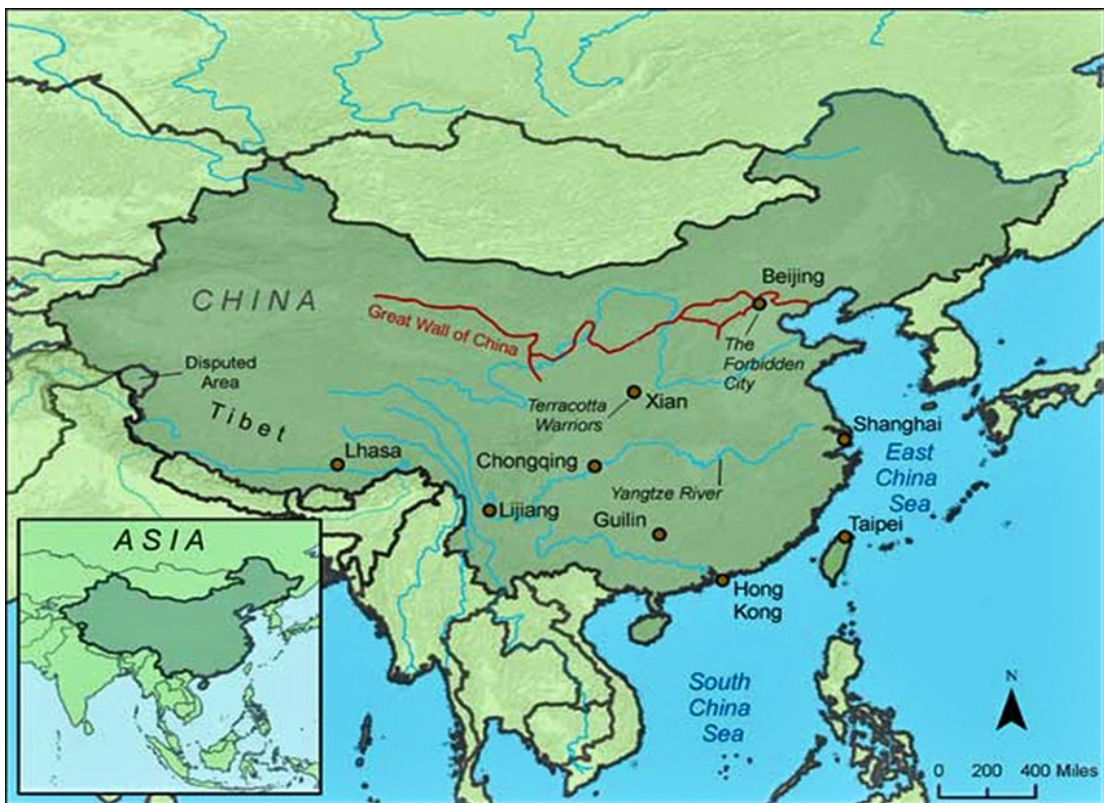 Beijing
CHINA
Great Wall of China
The
Forbidden
City
Disputed
Area
Terracotta
Warriors
Xian
Tibet
Shanghai
East
China
Sea
Lhasa
Chongqing
Yangtze River
Lijiang
Guilin
Taipei
ASIA
Hong
Kong
South
China
Sea
N
0 200 400 Miles